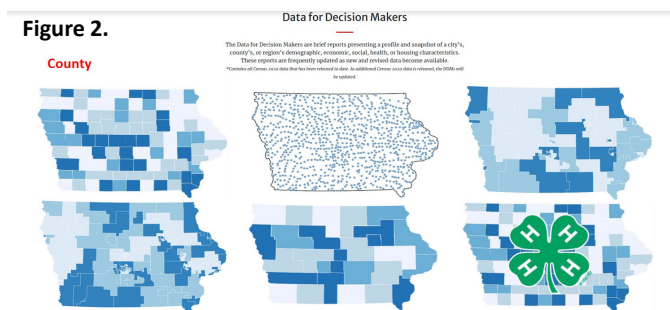 Figure 2.
Data for Decision Makers
The Data for Decision Makers are brief reports presenting a profile and snapshot of a city's,
county's, or region's demographic, economic, social, health, or housing characteristics.
These reports are frequently updated as new and revised data become available.
*Contains all Census 2020 data that has been released to date. As additional Census 2020 data is released, the DDMs will
be updated.
County
H H
H H